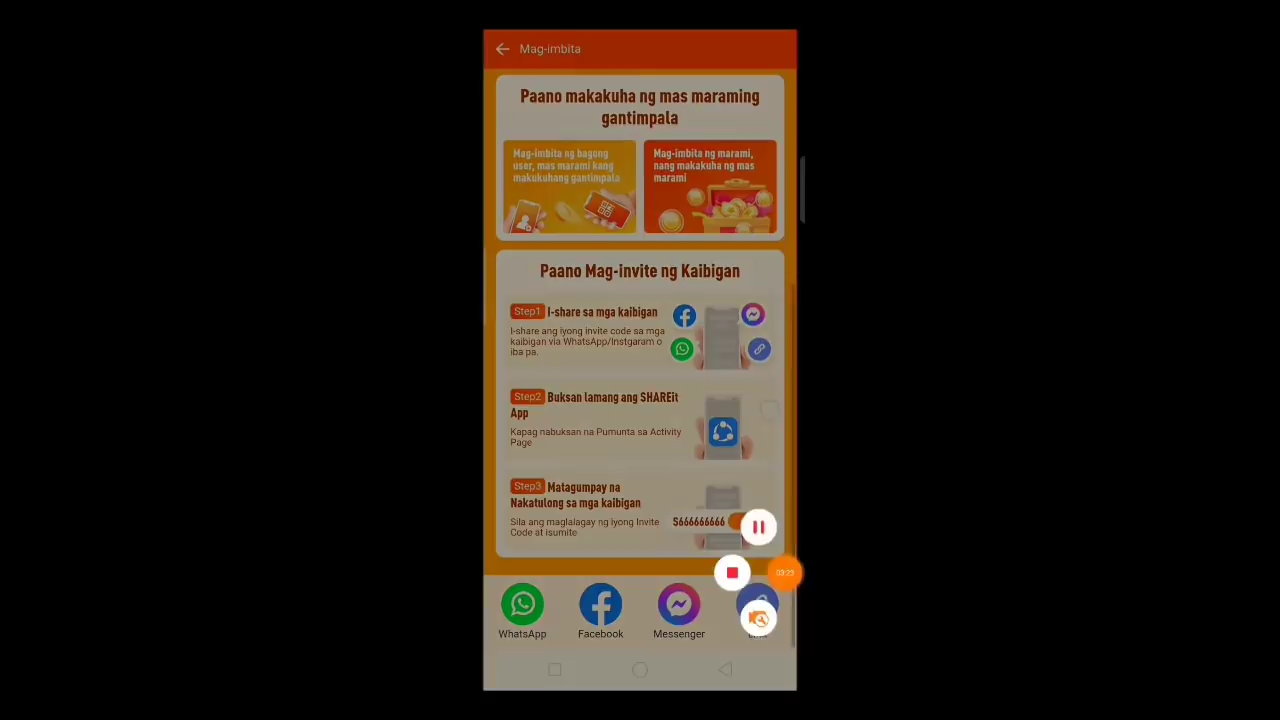 Mag-imbita
Paano makakuha ng mas maraming
gantimpala
Mag-imbita ng bagong
user, mas marami kang
makukuhang gantimpala
Mag-imbita ng marami,
nang makakuha ng mas
marami
Paano Mag-invite ng Kaibigan
Step1 I-share sa mga kaibigan
I-share ang iyong invite code sa mga
kaibigan via WhatsApp/Instgaram o
iba pa.
Step2 Buksan lamang ang SHAREit
App
Kapag nabuksan na Pumunta sa Activity
Page
Step3 Matagumpay na
Nakatulong sa mga kaibigan
Sila ang maglalagay ng iyong Invite
Code at isumite
S666666666
03:23
WhatsApp
Facebook
Messenger